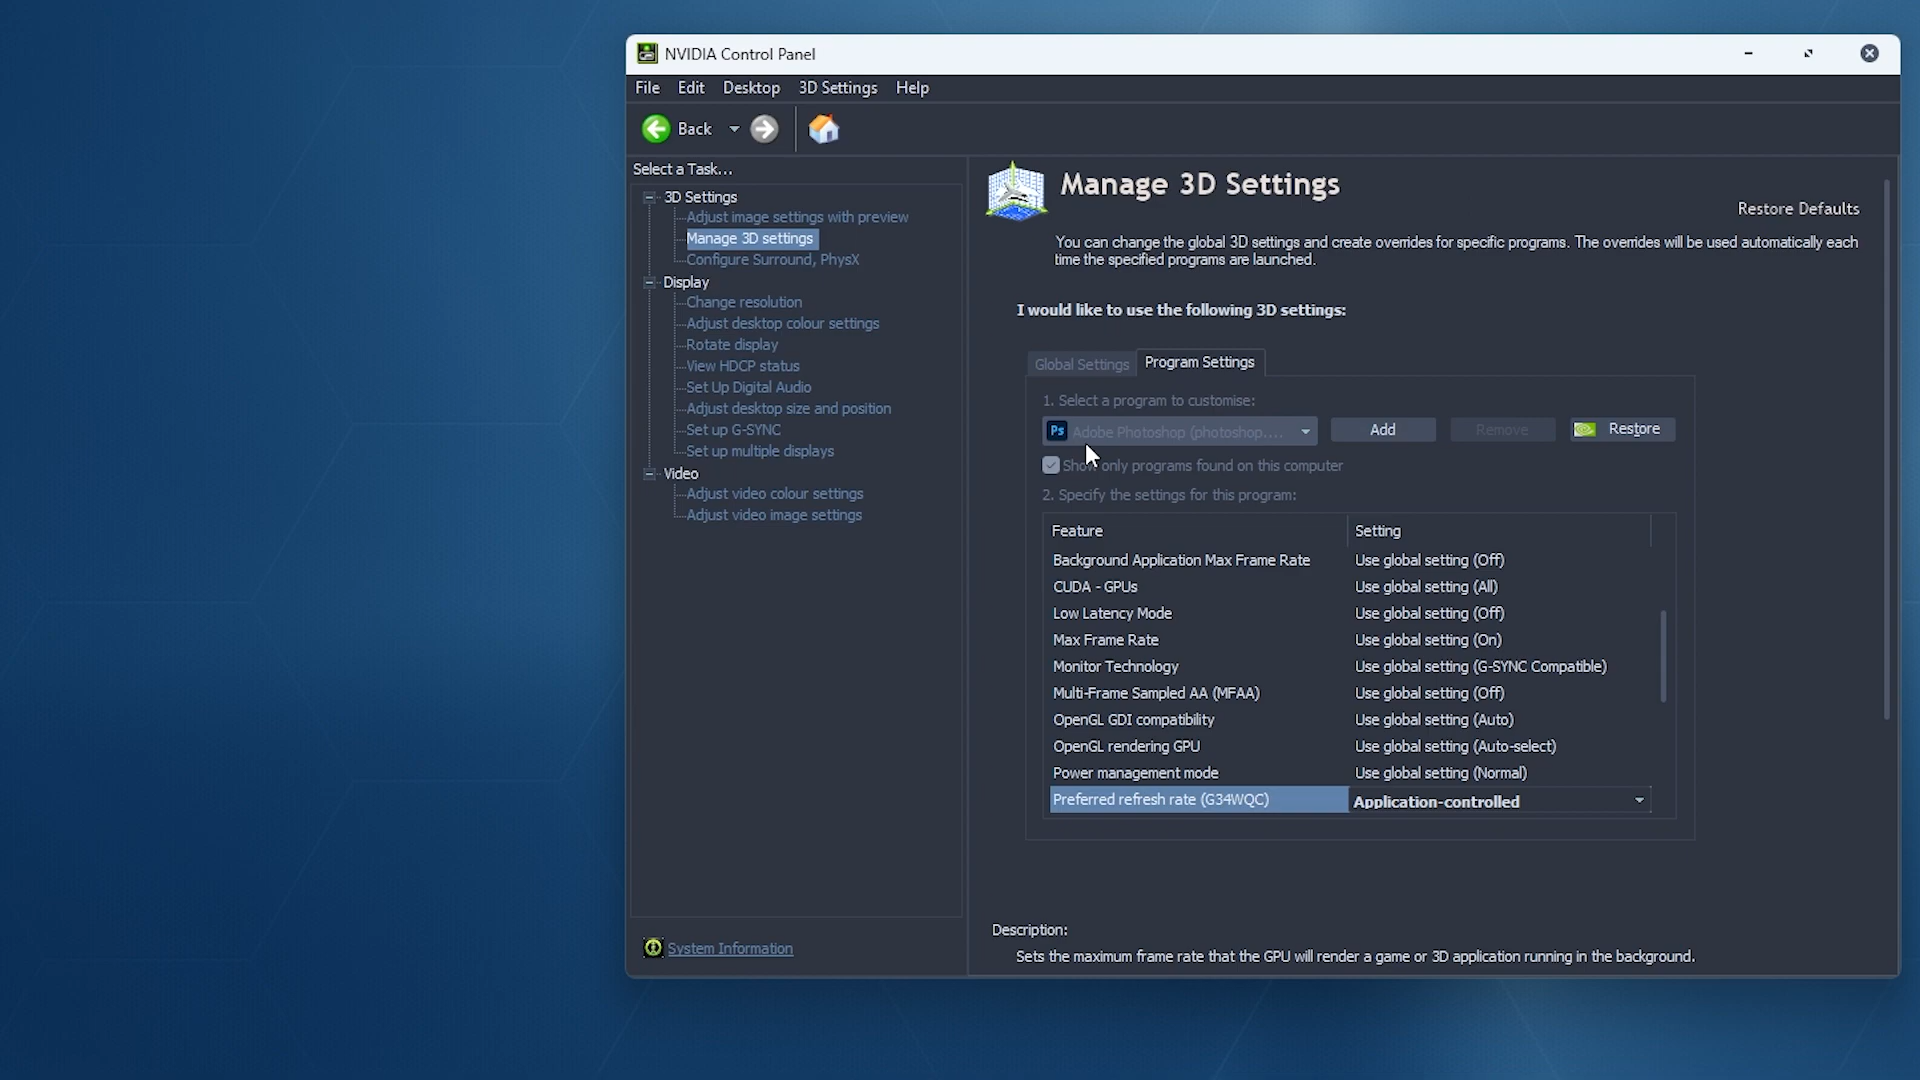 NVIDIA Control Panel
File Edit Desktop 3D Settings Help
Back
Select a Task...
3D Settings
Adjust image settings with preview
Manage 3D settings
Configure Surround, PhysX
Display
Change resolution
Adjust desktop colour settings
Rotate display
View HDCP status
Set Up Digital Audio
Adjust desktop size and position
Set up G-SYNC
Set up multiple displays
Video
Adjust video colour settings
Adjust video image settings
System Information
Manage 3D Settings
Restore Defaults
You can change the global 3D settings and create overrides for specific programs. The overrides will be used automatically each
time the specified programs are launched.
I would like to use the following 3D settings:
Global Settings Program Settings
1. Select a program to customise:
Ps Adobe Photoshop (photoshop.... Add Remove Restore
Show only programs found on this computer
2. Specify the settings for this program:
Feature Setting
Background Application Max Frame Rate Use global setting (Off)
CUDA - GPUs Use global setting (All)
Low Latency Mode Use global setting (Off)
Max Frame Rate Use global setting (On)
Monitor Technology Use global setting (G-SYNC Compatible)
Multi-Frame Sampled AA (MFAA) Use global setting (Off)
OpenGL GDI compatibility Use global setting (Auto)
OpenGL rendering GPU Use global setting (Auto-select)
Power management mode Use global setting (Normal)
Preferred refresh rate (G34WQC) Application-controlled
Description:
Sets the maximum frame rate that the GPU will render a game or 3D application running in the background.